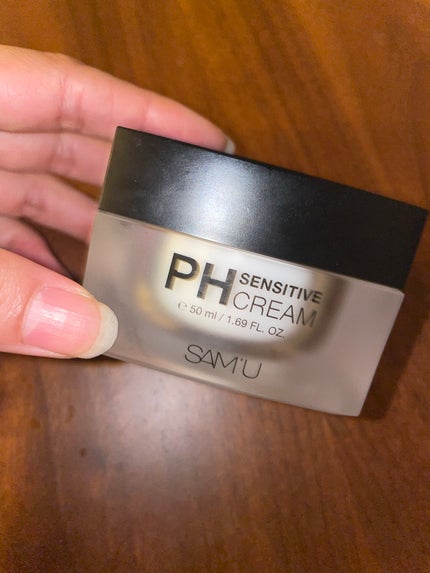 PH SENSITIVE
CREAM
℮ 50 ml / 1.69 FL. OZ.
SAM'U